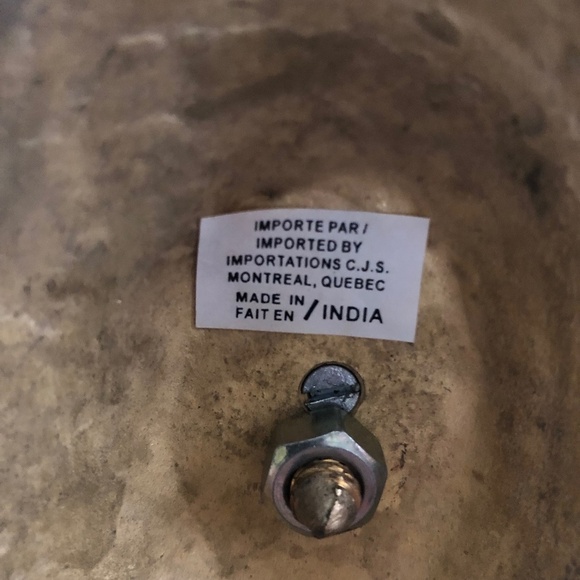 IMPORTE PAR /
IMPORTED BY
IMPORTATIONS C.J.S.
MONTREAL, QUEBEC
MADE IN
FAIT EN / INDIA